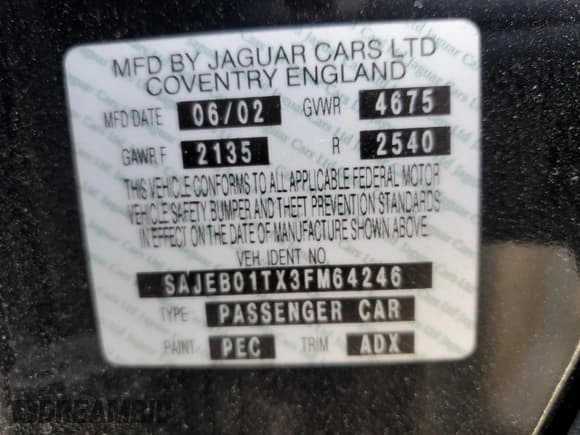 MFD BY JAGUAR CARS LTD
COVENTRY ENGLAND
MFD DATE 06/02 GVWR 4675
GAWR F 2135 R 2540
THIS VEHICLE CONFORMS TO ALL APPLICABLE FEDERAL MOTOR
VEHICLE SAFETY BUMPER AND THEFT PREVENTION STANDARDS
IN EFFECT ON THE DATE OF MANUFACTURE SHOWN ABOVE
VEH IDENT NO.
SAJEB01TX3FM64246
TYPE PASSENGER CAR
PAINT PEC TRIM ADX
DREAMBID